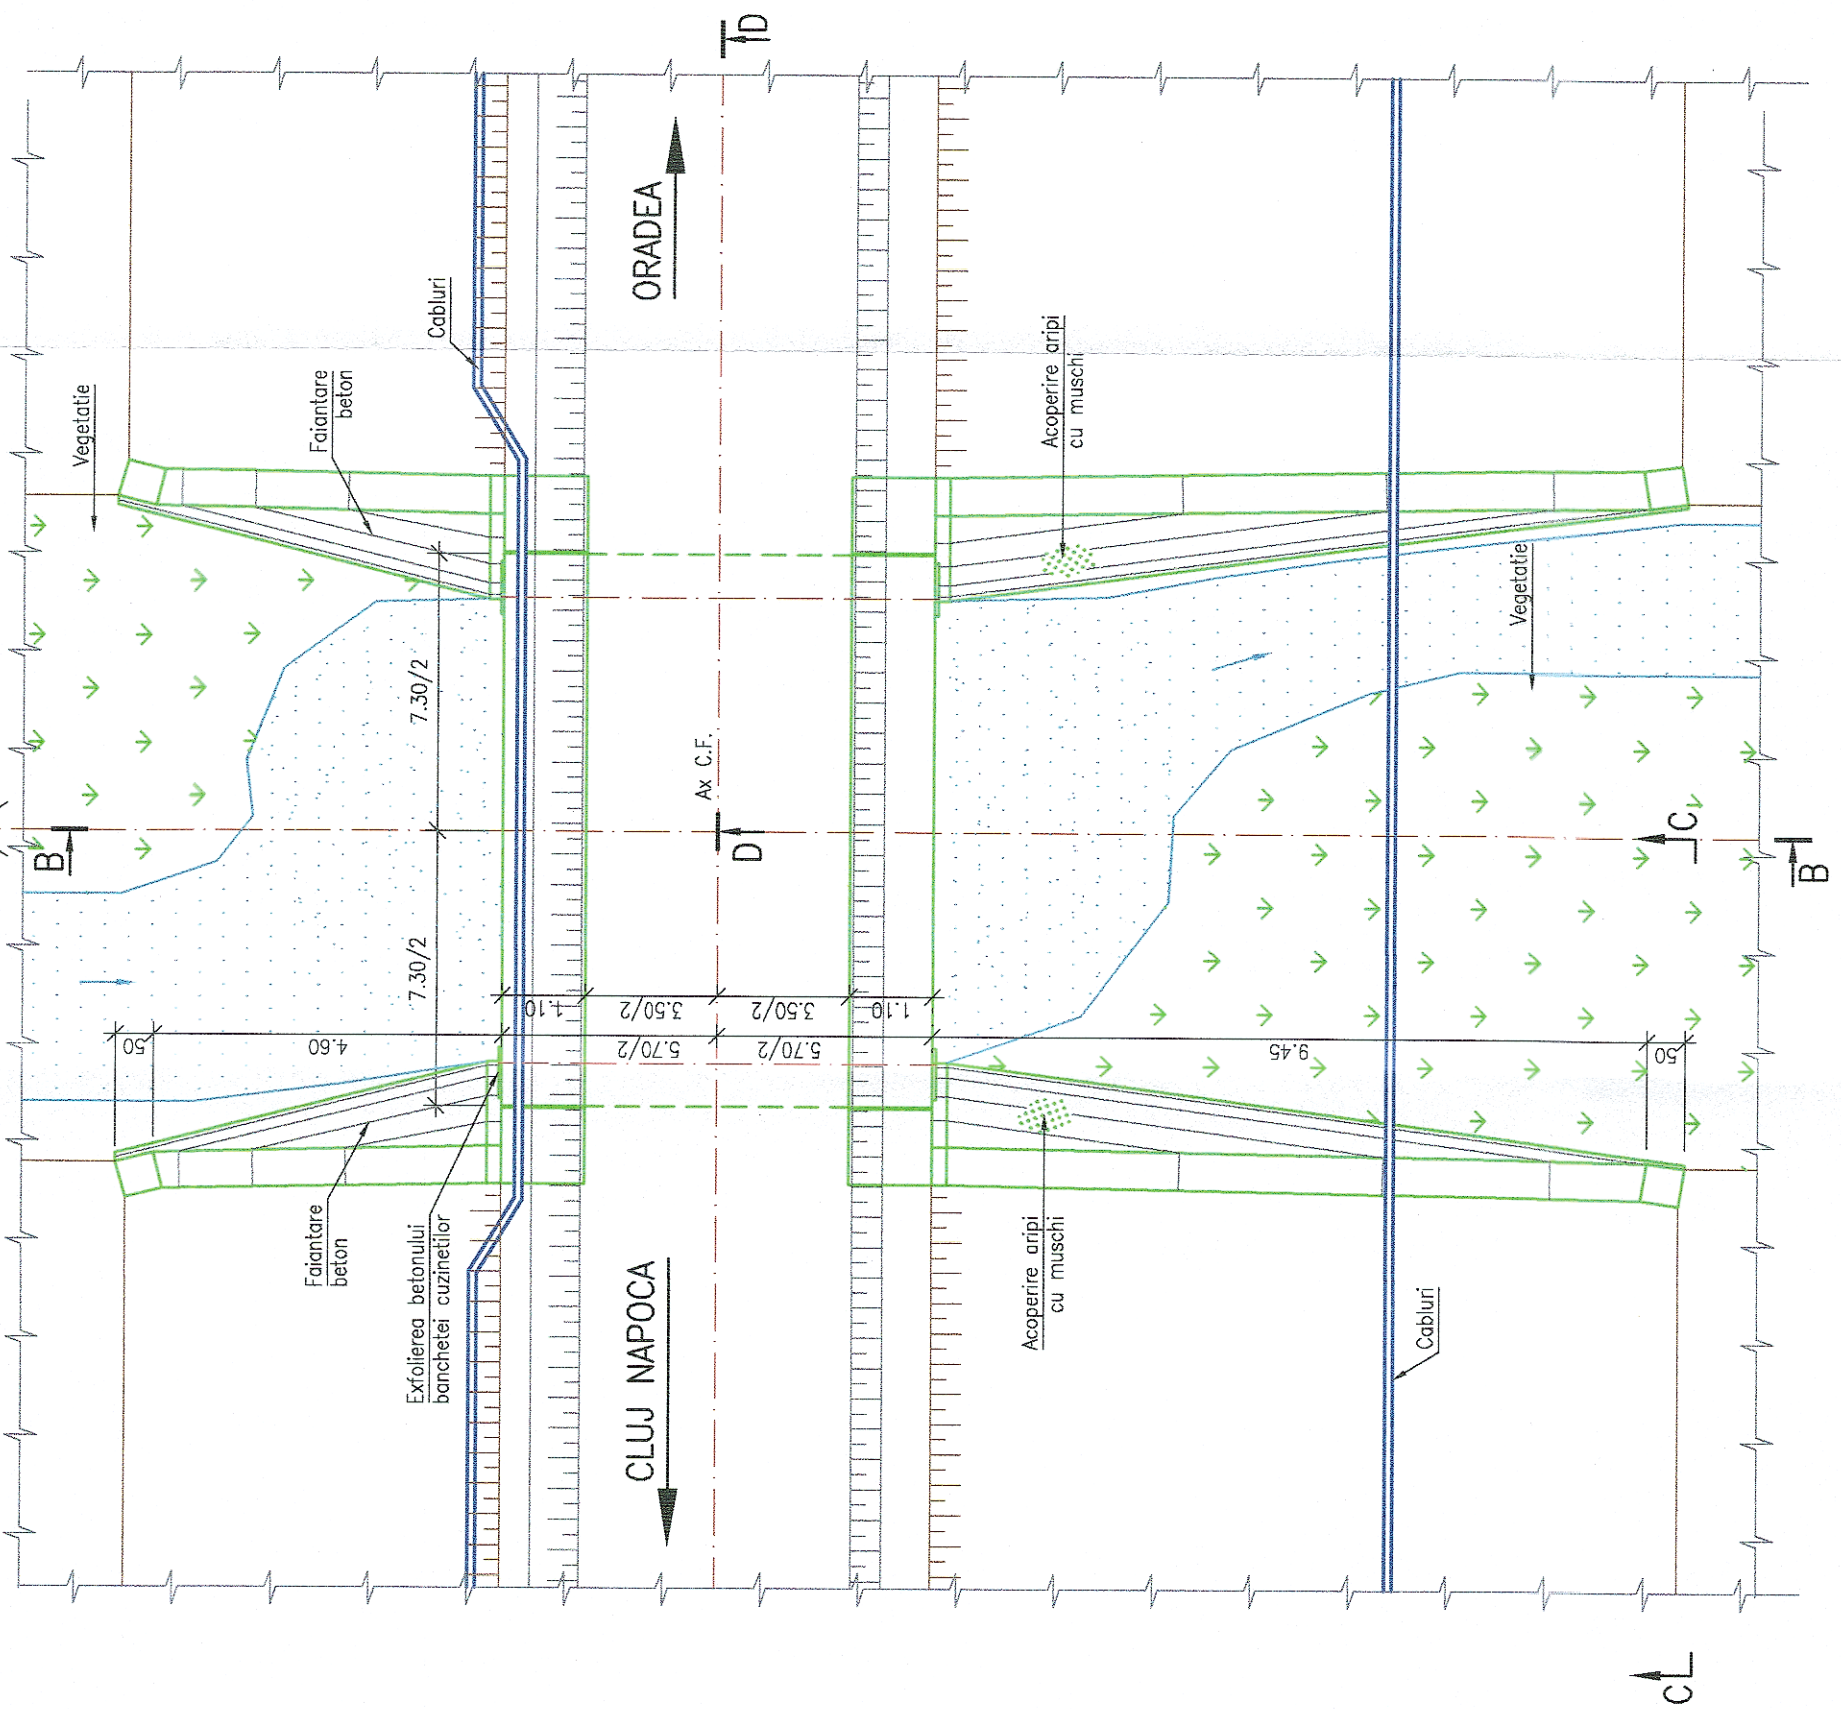 D
ORADEA
Cabluri
Vegetatie
Faiantare
beton
Acoperire aripi
cu muschi
Vegetatie
7.30/2
Ax C.F.
B
D
C
B
7.30/2
1.10
3.50/2
3.50/2
1.10
50
4.60
5.70/2
5.70/2
9.45
50
Faiantare
beton
Exfolierea betonului
banchetei cuzinetilor
CLUJ NAPOCA
Acoperire aripi
cu muschi
Cabluri
C